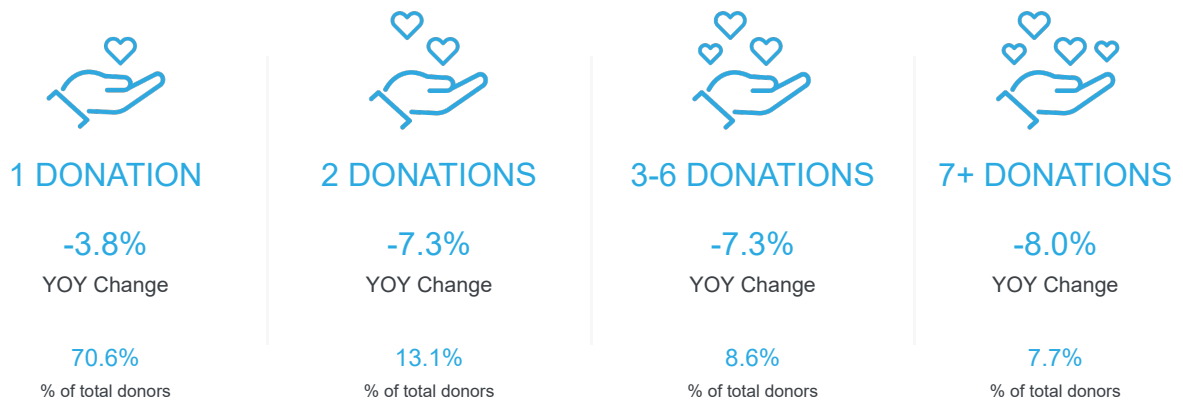 1 DONATION
-3.8%
YOY Change
70.6%
% of total donors
2 DONATIONS
-7.3%
YOY Change
13.1%
% of total donors
3-6 DONATIONS
-7.3%
YOY Change
8.6%
% of total donors
7+ DONATIONS
-8.0%
YOY Change
7.7%
% of total donors